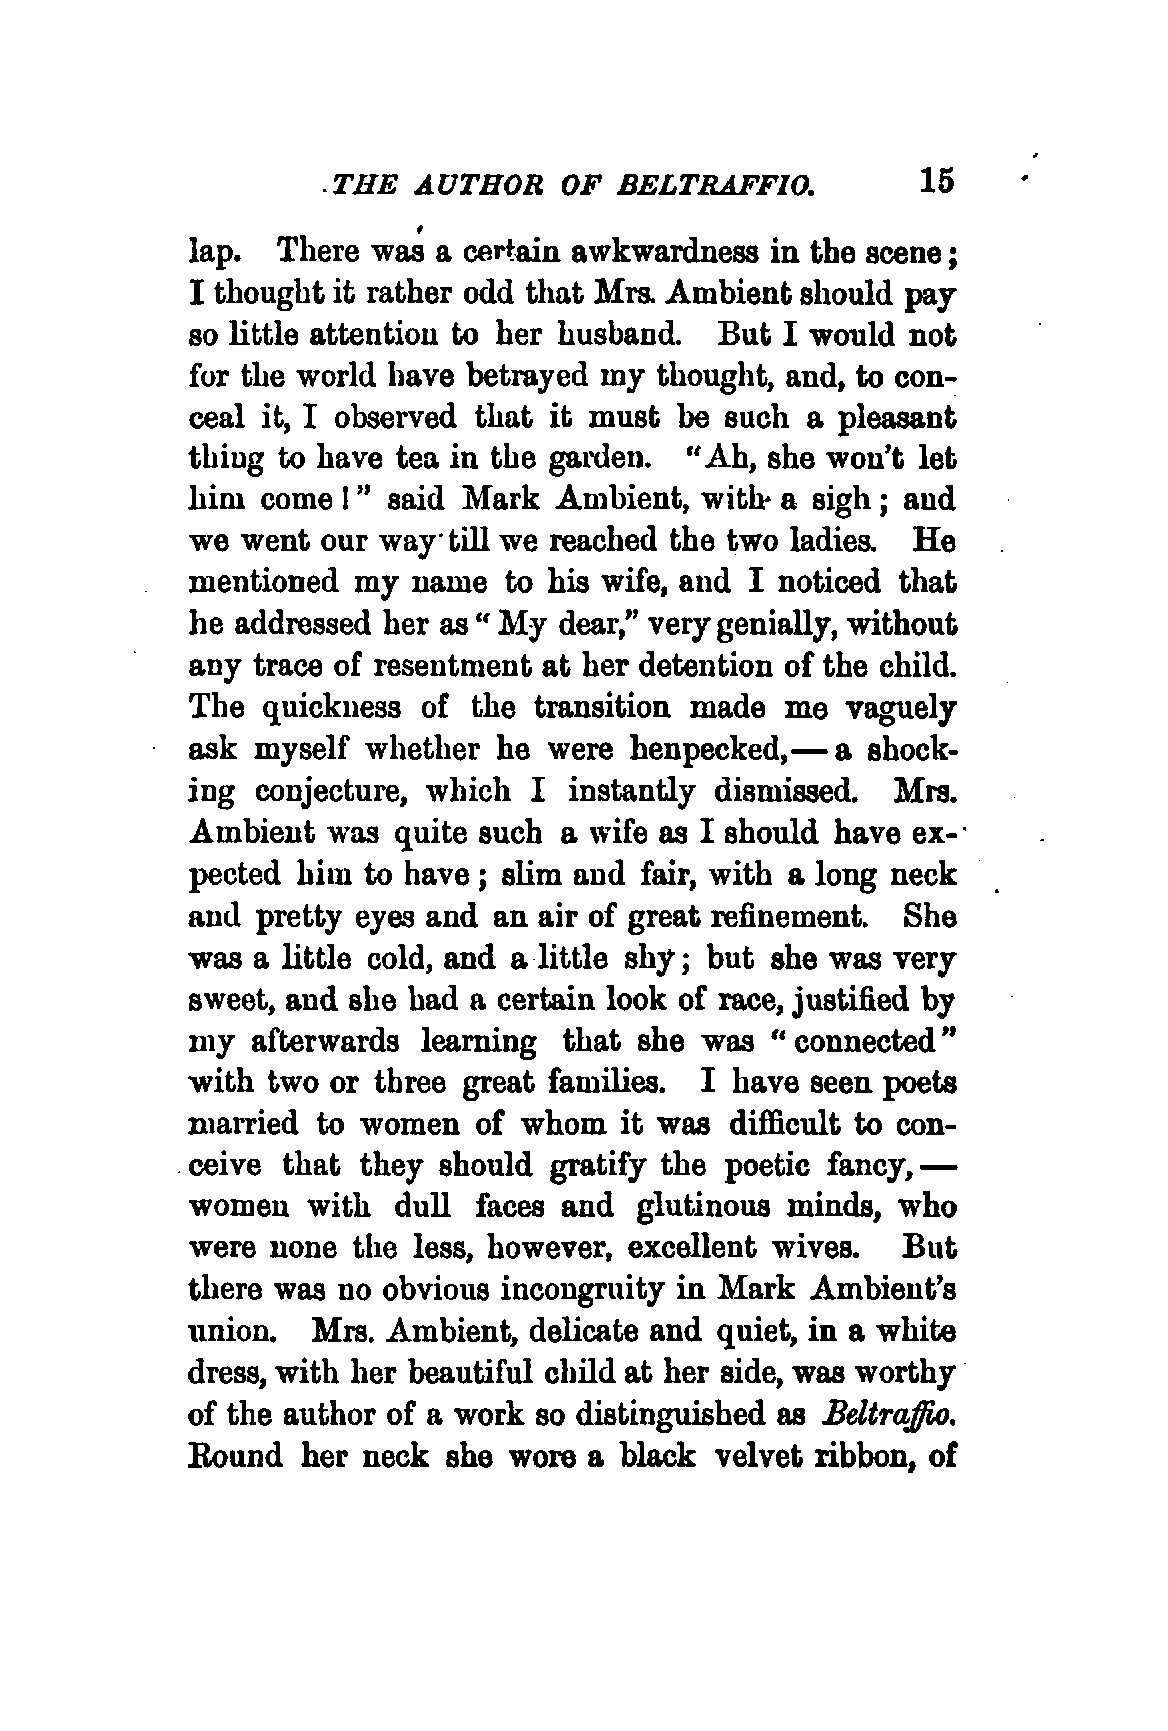 THE AUTHOR OF BELTRAFFIO. 15
lap. There was a certain awkwardness in the scene;
I thought it rather odd that Mrs. Ambient should pay
so little attention to her husband. But I would not
for the world have betrayed my thought, and, to con-
ceal it, I observed that it must be such a pleasant
thing to have tea in the garden. "Ah, she won't let
him come!" said Mark Ambient, with a sigh; and
we went our way till we reached the two ladies. He
mentioned my name to his wife, and I noticed that
he addressed her as "My dear," very genially, without
any trace of resentment at her detention of the child.
The quickness of the transition made me vaguely
ask myself whether he were henpecked,—a shock-
ing conjecture, which I instantly dismissed. Mrs.
Ambient was quite such a wife as I should have ex-
pected him to have; slim and fair, with a long neck
and pretty eyes and an air of great refinement. She
was a little cold, and a little shy; but she was very
sweet, and she had a certain look of race, justified by
my afterwards learning that she was "connected"
with two or three great families. I have seen poets
married to women of whom it was difficult to con-
ceive that they should gratify the poetic fancy,—
women with dull faces and glutinous minds, who
were none the less, however, excellent wives. But
there was no obvious incongruity in Mark Ambient's
union. Mrs. Ambient, delicate and quiet, in a white
dress, with her beautiful child at her side, was worthy
of the author of a work so distinguished as Beltraffio.
Round her neck she wore a black velvet ribbon, of